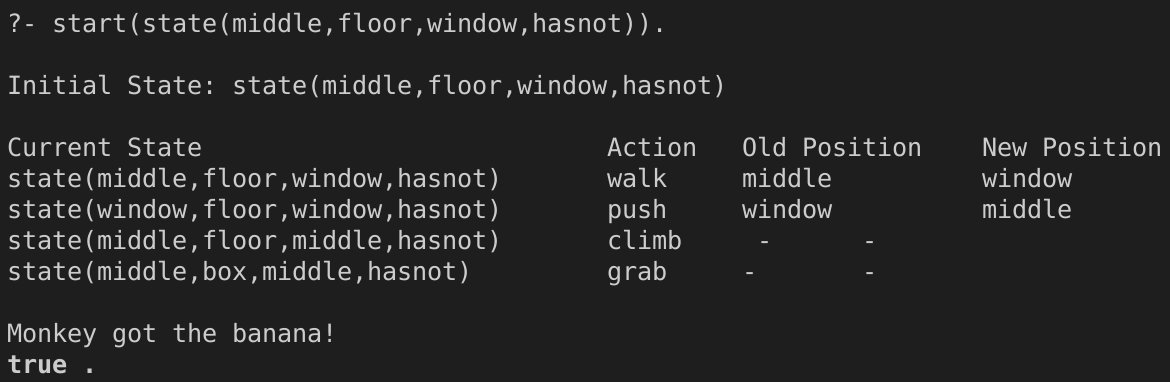 ?- start(state(middle,floor,window,hasnot)).
Initial State: state(middle,floor,window,hasnot)
Current State Action Old Position New Position
state(middle,floor,window,hasnot) walk middle window
state(window,floor,window,hasnot) push window middle
state(middle,floor,middle,hasnot) climb - -
state(middle,box,middle,hasnot) grab - -
Monkey got the banana!
true .